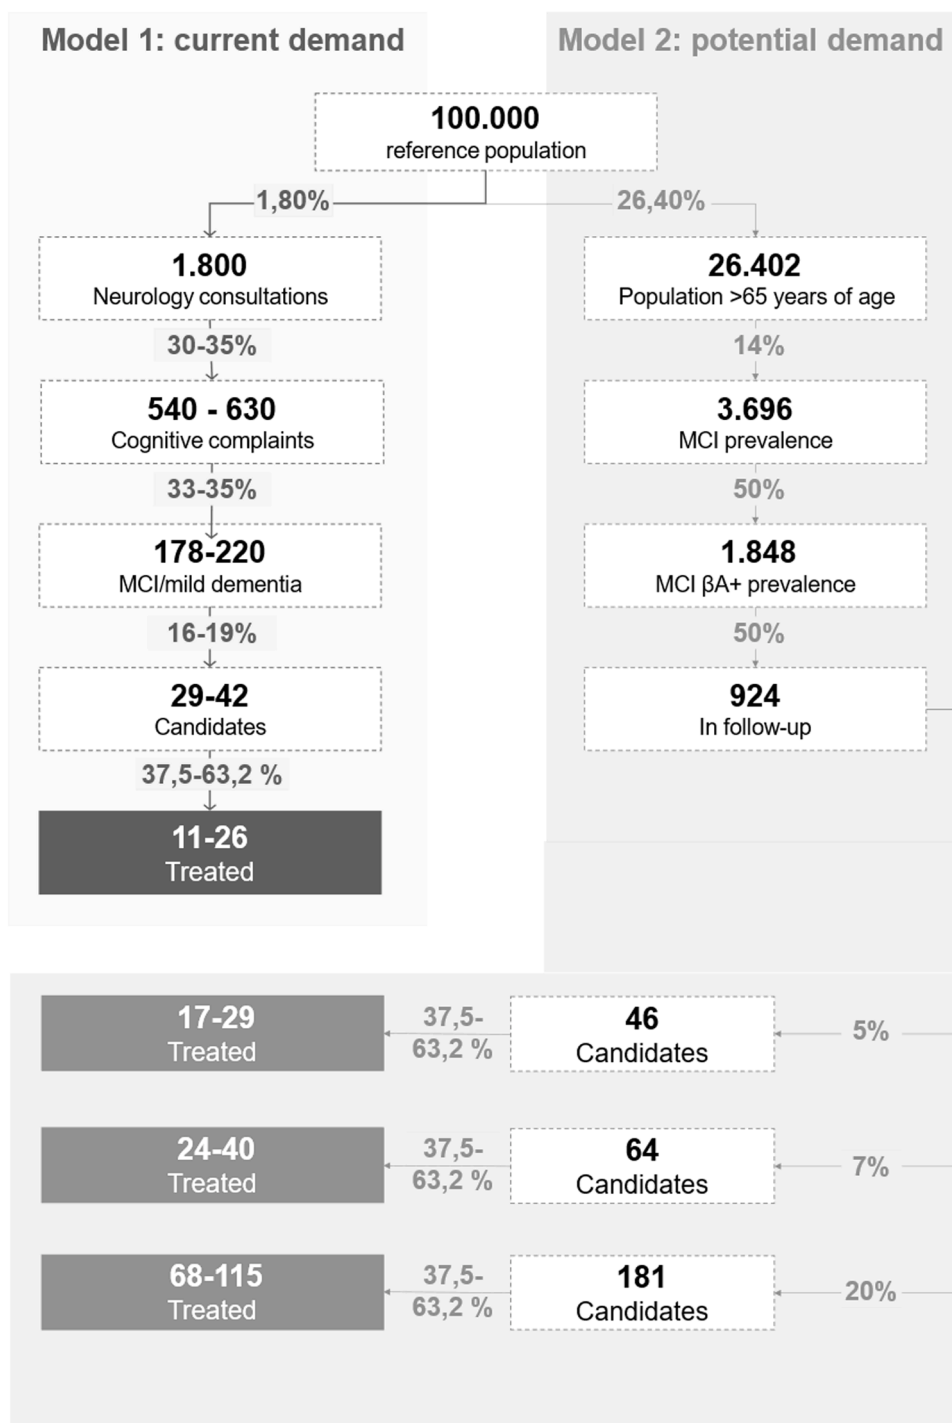 Model 1: current demand
Model 2: potential demand
100.000
reference population
1,80%
26,40%
1.800
Neurology consultations
26.402
Population >65 years of age
30-35%
14%
540 - 630
Cognitive complaints
3.696
MCI prevalence
33-35%
50%
178-220
MCI/mild dementia
1.848
MCI βA+ prevalence
16-19%
50%
29-42
Candidates
924
In follow-up
37,5-63,2 %
11-26
Treated
17-29
Treated
37,5-
63,2 %
46
Candidates
5%
24-40
Treated
37,5-
63,2 %
64
Candidates
7%
68-115
Treated
37,5-
63,2 %
181
Candidates
20%